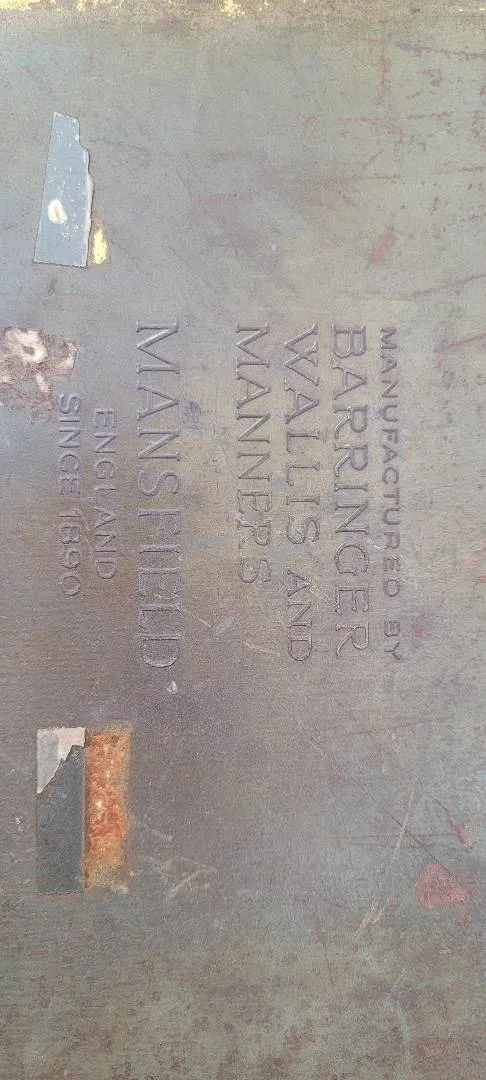 MANUFACTURED BY
BARRINGER
WALLIS AND
MANNERS
MANSFIELD
ENGLAND
SINCE 1890